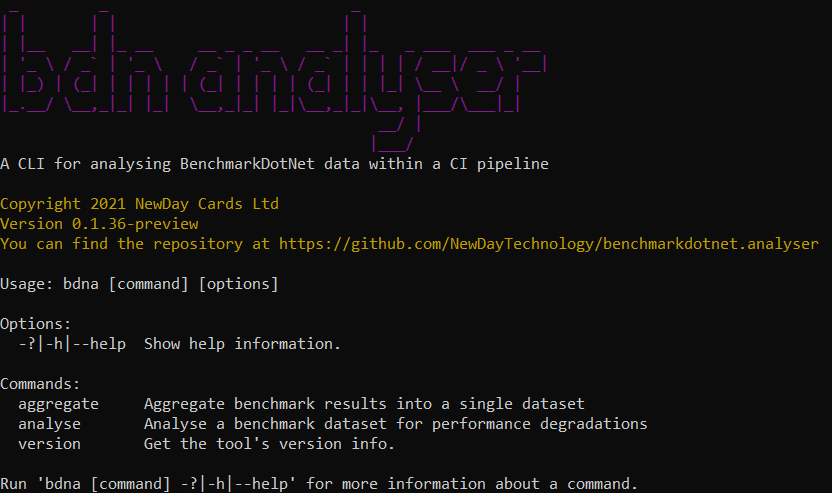 bdn analyser
A CLI for analysing BenchmarkDotNet data within a CI pipeline
Copyright 2021 NewDay Cards Ltd
Version 0.1.36-preview
You can find the repository at https://github.com/NewDayTechnology/benchmarkdotnet.analyser
Usage: bdna [command] [options]
Options:
-?|-h|--help  Show help information.
Commands:
aggregate     Aggregate benchmark results into a single dataset
analyse       Analyse a benchmark dataset for performance degradations
version       Get the tool's version info.
Run 'bdna [command] -?|-h|--help' for more information about a command.